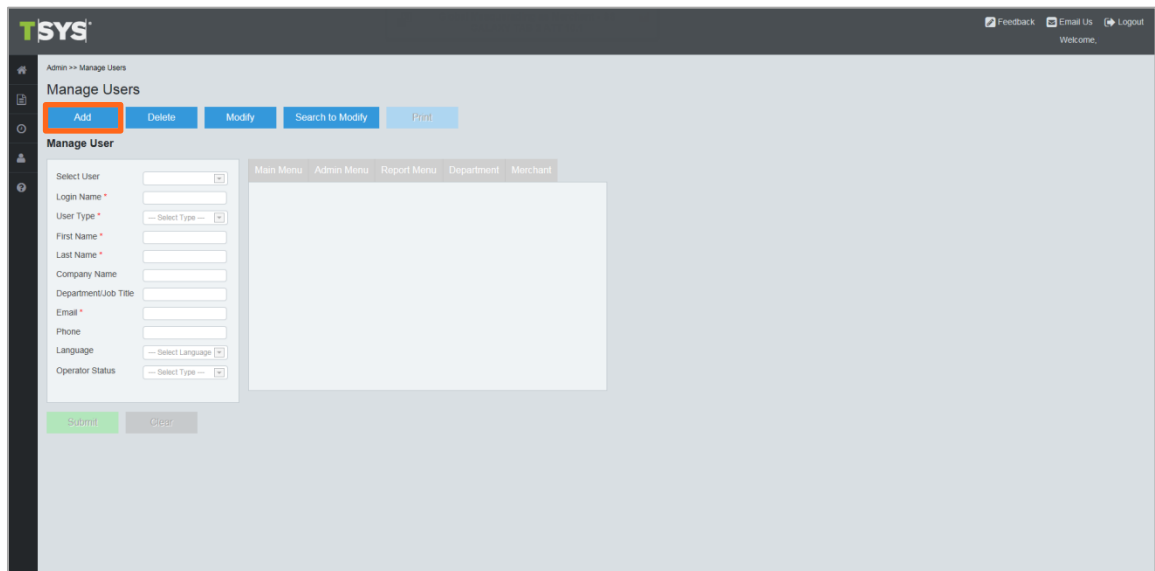 TSYS
Feedback Email Us Logout
Welcome,
Admin >> Manage Users
Manage Users
Add Delete Modify Search to Modify Print
Manage User
Main Menu Admin Menu Report Menu Department Merchant
Select User
Login Name *
User Type * --- Select Type ---
First Name *
Last Name *
Company Name
Department/Job Title
Email *
Phone
Language --- Select Language
Operator Status --- Select Type ---
Submit Clear